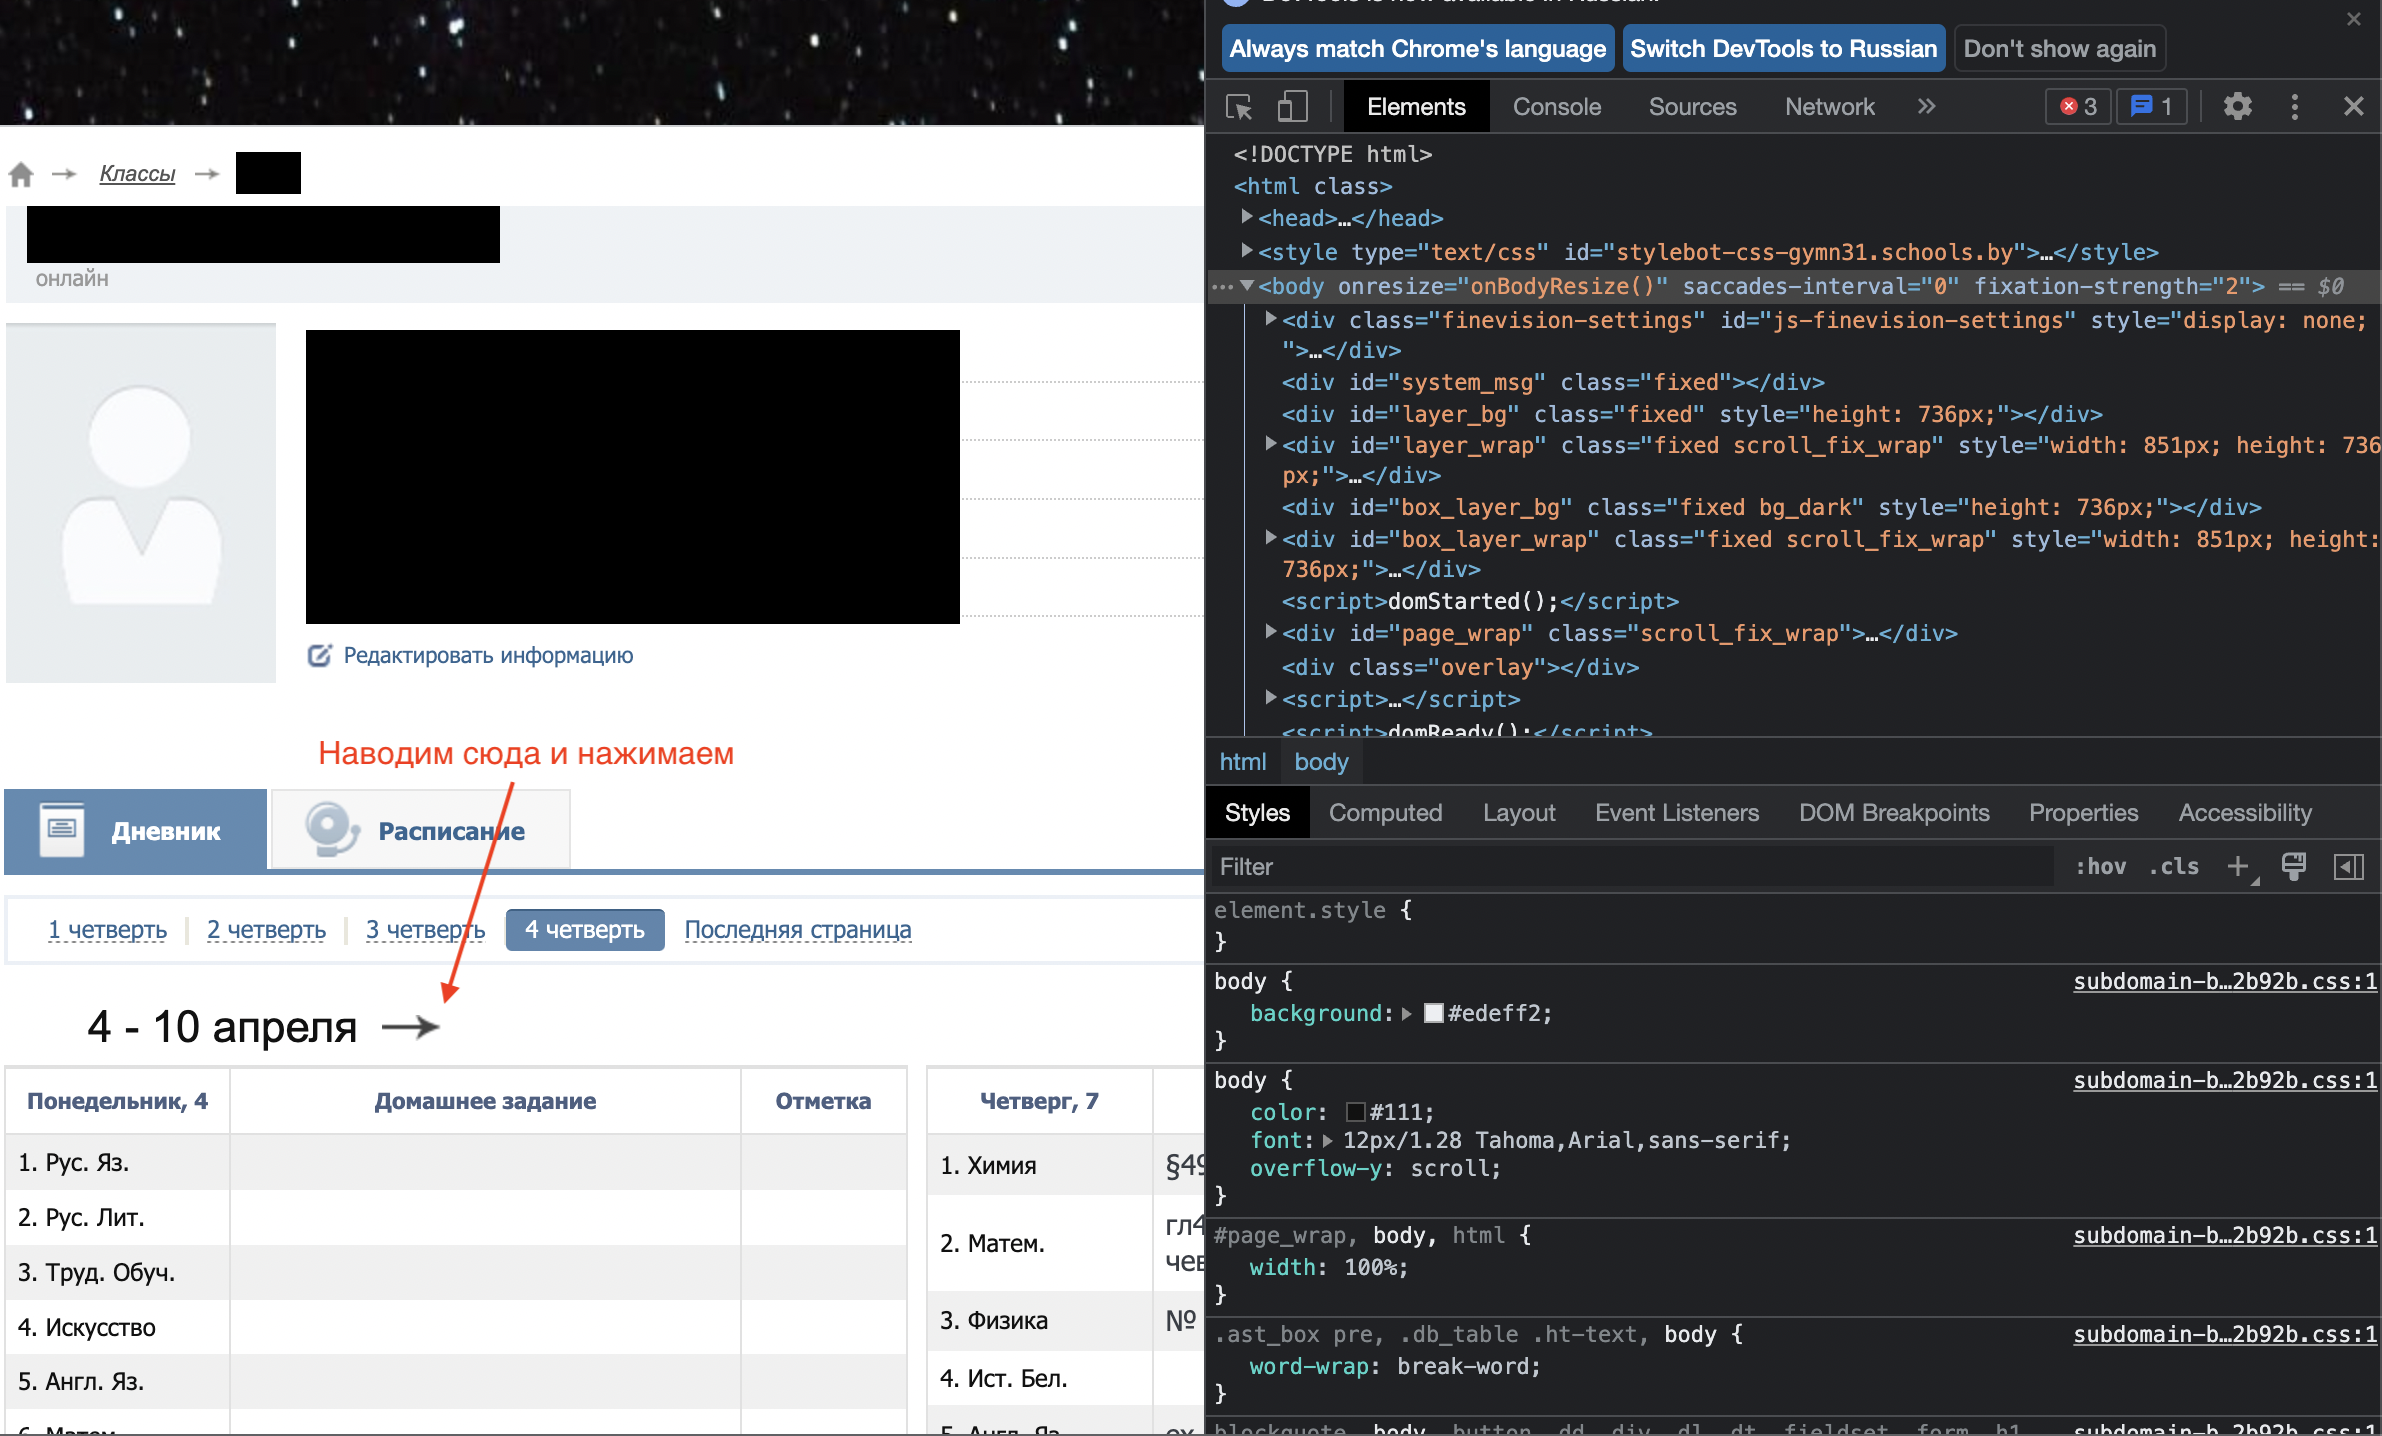 Классы
онлайн
Редактировать информацию
Наводим сюда и нажимаем
Дневник
Расписание
1 четверть
2 четверть
3 четверть
4 четверть
Последняя страница
4 - 10 апреля
Понедельник, 4 Домашнее задание Отметка
1. Рус. Яз.
2. Рус. Лит.
3. Труд. Обуч.
4. Искусство
5. Англ. Яз.
Четверг, 7
1. Химия §49
2. Матем.
3. Физика №
4. Ист. Бел.
Always match Chrome's language Switch DevTools to Russian Don't show again
Elements Console Sources Network » 3 1
<!DOCTYPE html>
<html class>
<head>…</head>
<style type="text/css" id="stylebot-css-gymn31.schools.by">…</style>
<body onresize="onBodyResize()" saccades-interval="0" fixation-strength="2"> == $0
<div class="finevision-settings" id="js-finevision-settings" style="display: none;
">…</div>
<div id="system_msg" class="fixed"></div>
<div id="layer_bg" class="fixed" style="height: 736px;"></div>
<div id="layer_wrap" class="fixed scroll_fix_wrap" style="width: 851px; height: 736
px;">…</div>
<div id="box_layer_bg" class="fixed bg_dark" style="height: 736px;"></div>
<div id="box_layer_wrap" class="fixed scroll_fix_wrap" style="width: 851px; height:
736px;">…</div>
<script>domStarted();</script>
<div id="page_wrap" class="scroll_fix_wrap">…</div>
<div class="overlay"></div>
<script>…</script>
<script>domReady();</script>
html body
Styles Computed Layout Event Listeners DOM Breakpoints Properties Accessibility
Filter :hov .cls
element.style {
}
body { subdomain-b…2b92b.css:1
background: #edeff2;
}
body { subdomain-b…2b92b.css:1
color: #111;
font: 12px/1.28 Tahoma,Arial,sans-serif;
overflow-y: scroll;
}
#page_wrap, body, html { subdomain-b…2b92b.css:1
width: 100%;
}
.ast_box pre, .db_table .ht-text, body { subdomain-b…2b92b.css:1
word-wrap: break-word;
}